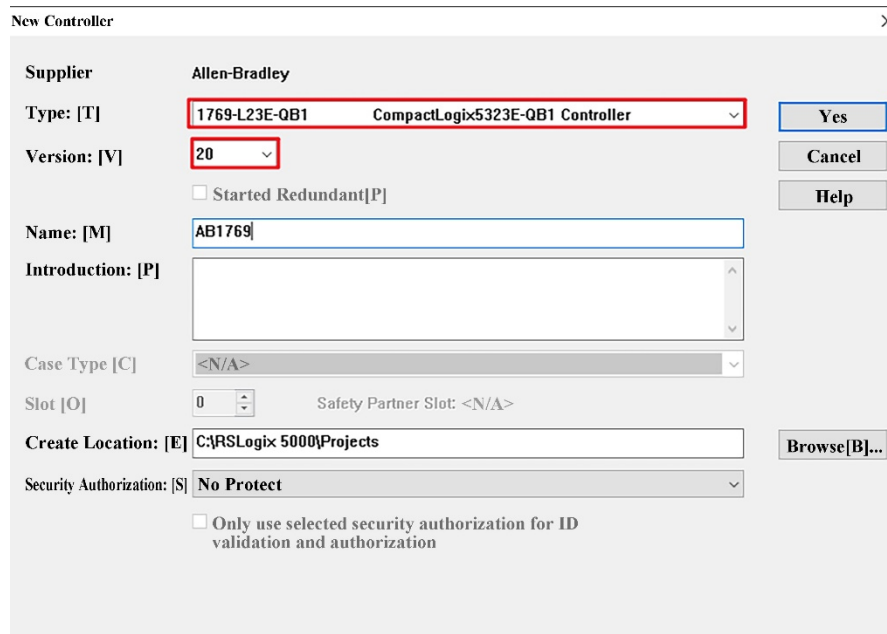 New Controller
Supplier Allen-Bradley
Type: [T] 1769-L23E-QB1 CompactLogix5323E-QB1 Controller Yes
Version: [V] 20 Cancel
Started Redundant[P] Help
Name: [M] AB1769
Introduction: [P]
Case Type [C] <N/A>
Slot [O] 0 Safety Partner Slot: <N/A>
Create Location: [E] C:\RSLogix 5000\Projects Browse[B]...
Security Authorization: [S] No Protect
Only use selected security authorization for ID
validation and authorization